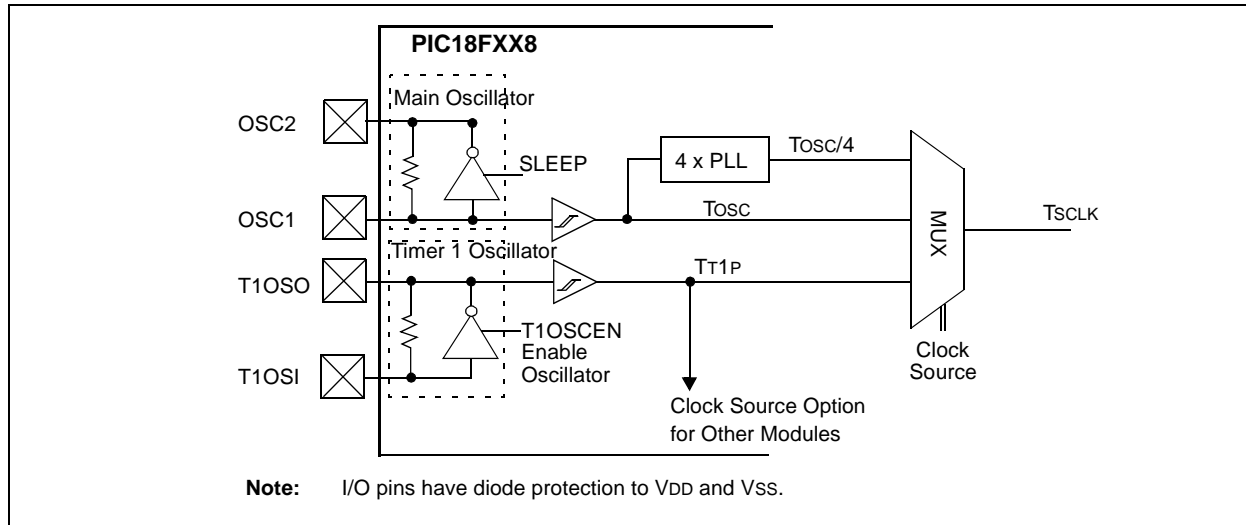 PIC18FXX8
Main Oscillator
OSC2
SLEEP
4 x PLL
TOSC/4
OSC1
TOSC
MUX
TSCLK
Timer 1 Oscillator
T1OSO
TT1P
T1OSCEN
Enable
Oscillator
T1OSI
Clock
Source
Clock Source Option
for Other Modules
Note: I/O pins have diode protection to VDD and VSS.